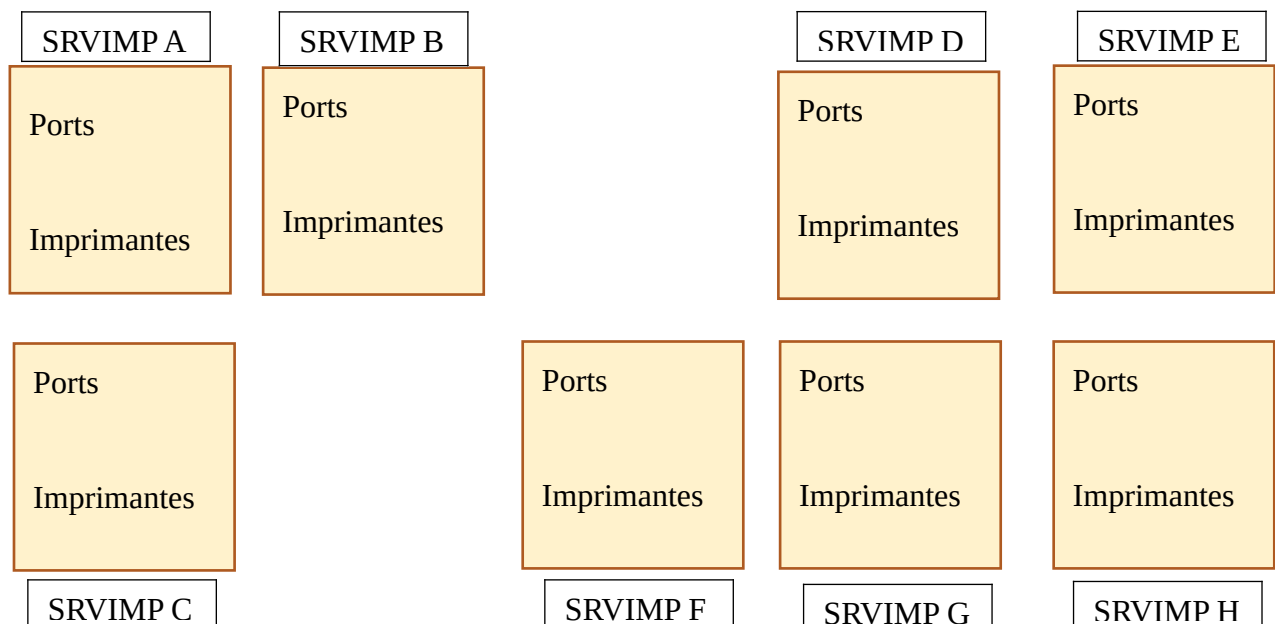 SRVIMP A
SRVIMP B
SRVIMP D
SRVIMP E
Ports
Imprimantes
Ports
Imprimantes
Ports
Imprimantes
Ports
Imprimantes
Ports
Imprimantes
Ports
Imprimantes
Ports
Imprimantes
Ports
Imprimantes
SRVIMP C
SRVIMP F
SRVIMP G
SRVIMP H